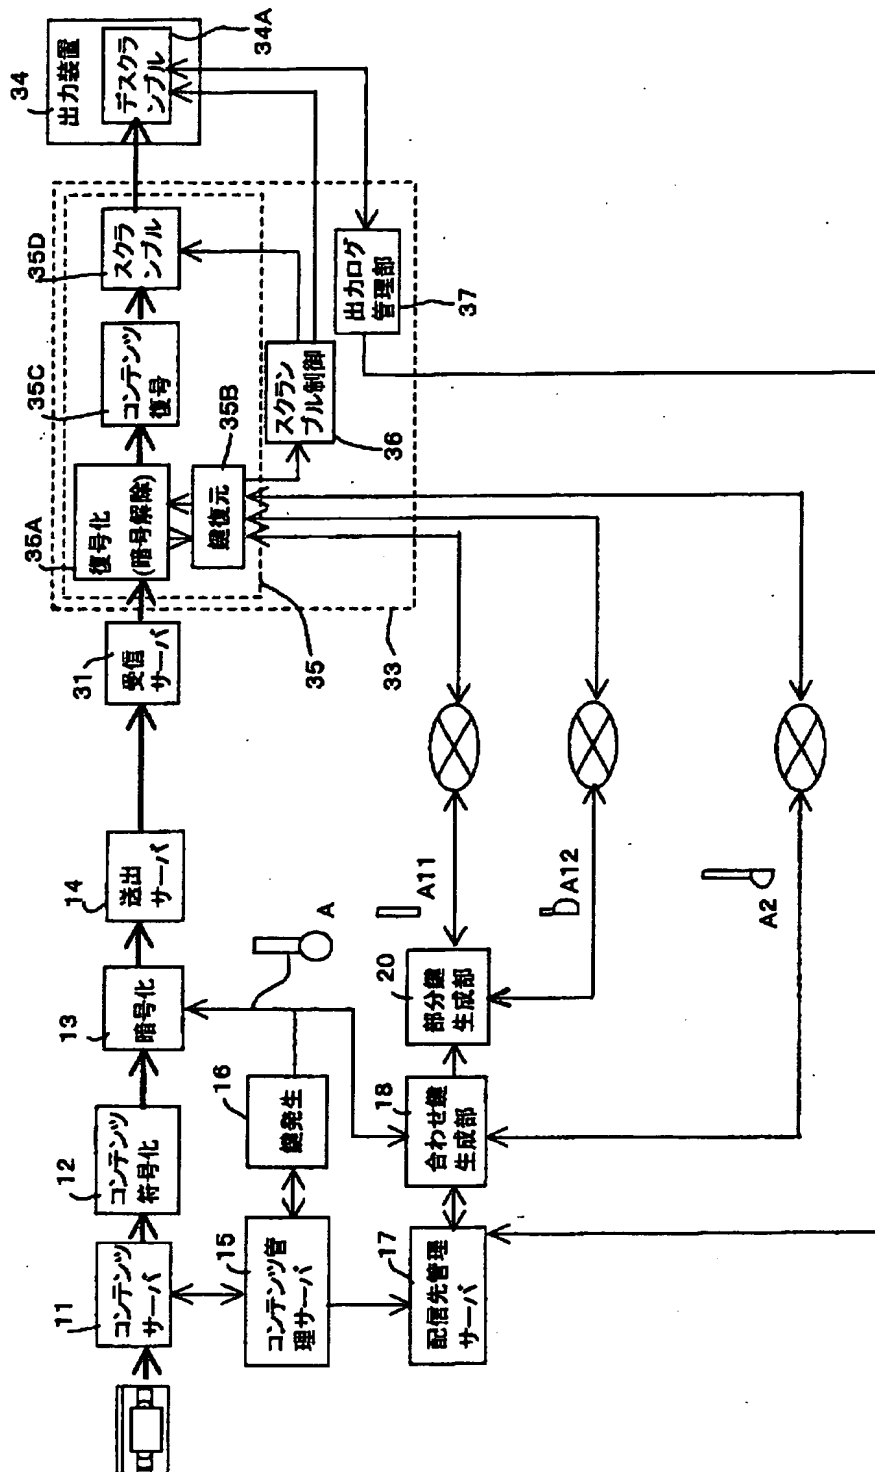 11
コンテンツ
サーバ
12
コンテンツ
符号化
13
暗号化
14
送出
サーバ
31
受信
サーバ
35A
復号化
(暗号解除)
35C
コンテンツ
復号
35D
スクラ
ンブル
34
出力装置
デスクラ
ンブル
34A
35B
鍵復元
スクラン
ブル制御
36
出力ログ
管理部
37
35
33
15
コンテンツ管
理サーバ
16
鍵発生
A
17
配信先管理
サーバ
18
合わせ鍵
生成部
20
部分鍵
生成部
A11
A12
A2